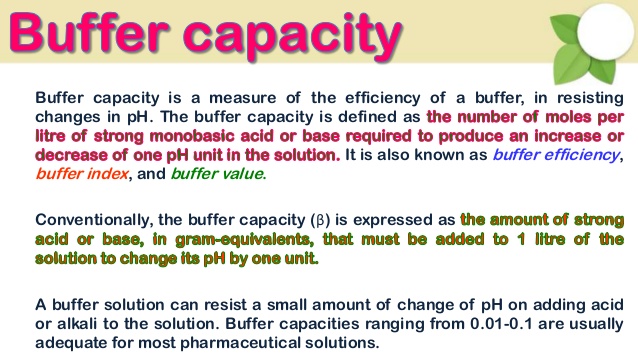 Buffer capacity
Buffer capacity is a measure of the efficiency of a buffer, in resisting
changes in pH. The buffer capacity is defined as the number of moles per
litre of strong monobasic acid or base required to produce an increase or
decrease of one pH unit in the solution. It is also known as buffer efficiency,
buffer index, and buffer value.
Conventionally, the buffer capacity (β) is expressed as the amount of strong
acid or base, in gram-equivalents, that must be added to 1 litre of the
solution to change its pH by one unit.
A buffer solution can resist a small amount of change of pH on adding acid
or alkali to the solution. Buffer capacities ranging from 0.01-0.1 are usually
adequate for most pharmaceutical solutions.